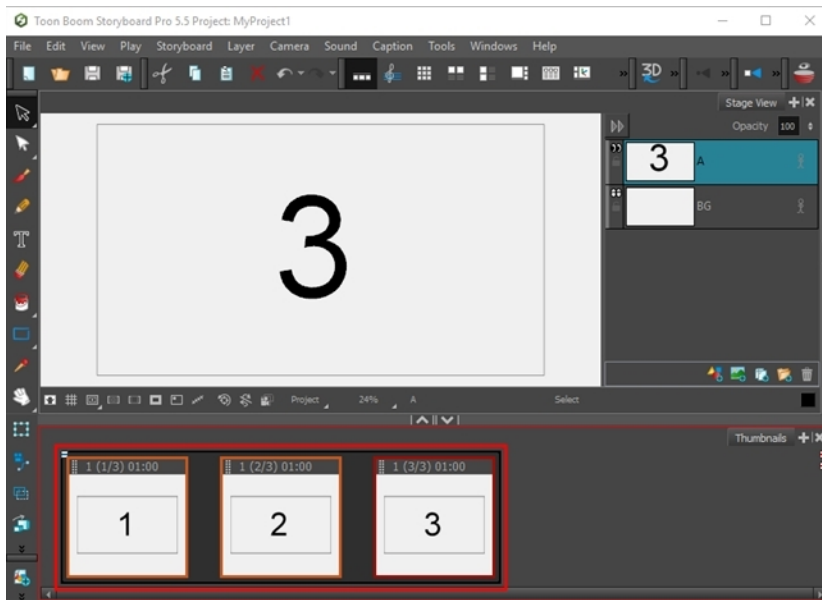 Toon Boom Storyboard Pro 5.5 Project: MyProject1
File Edit View Play Storyboard Layer Camera Sound Caption Tools Windows Help
3D
Stage View
Opacity 100
3 A
BG
3
T
Project 24% A Select
Thumbnails
1 (1/3) 01:00 1 (2/3) 01:00 1 (3/3) 01:00
1 2 3